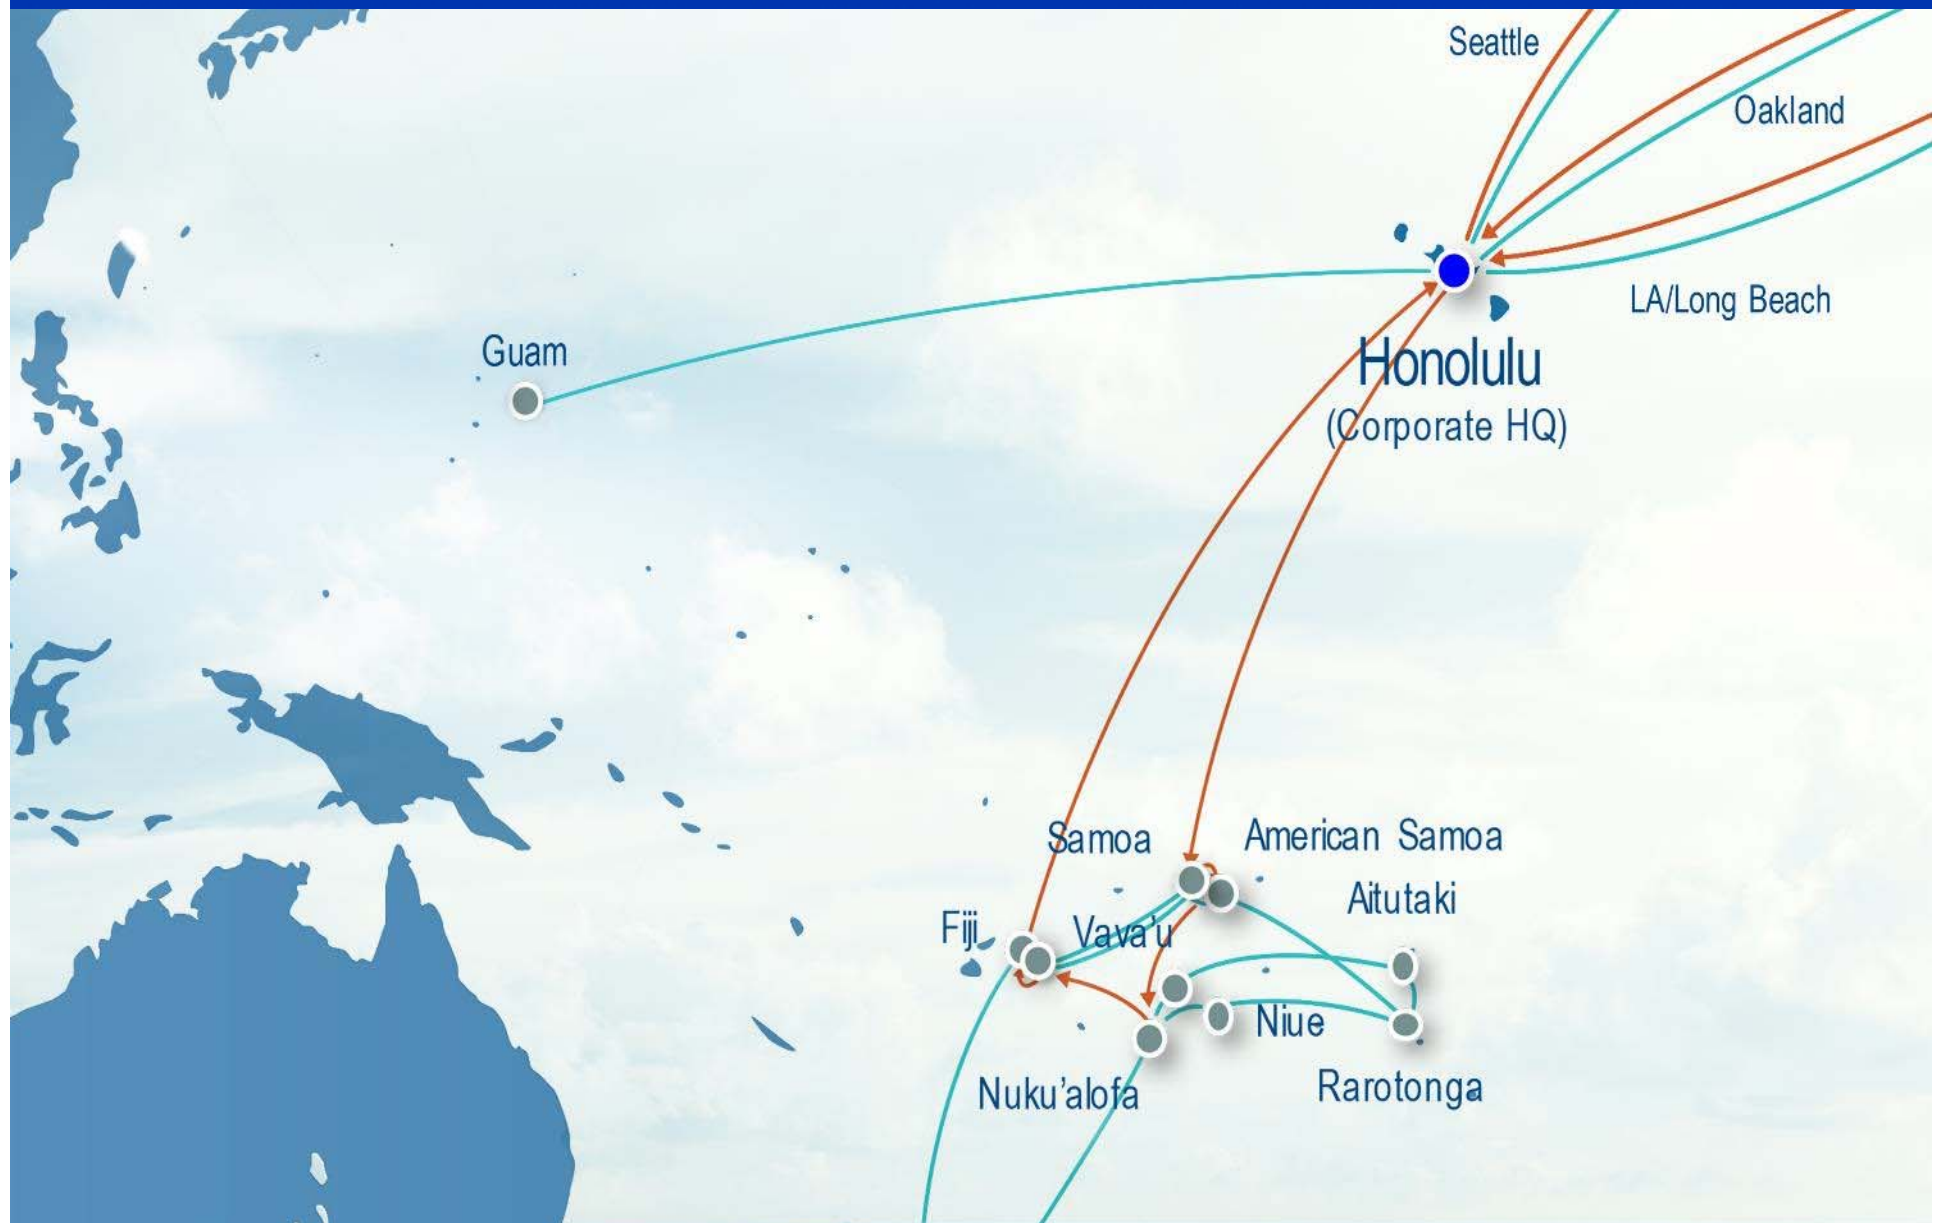 Seattle
Oakland
LA/Long Beach
Guam
Honolulu
(Corporate HQ)
Samoa
American Samoa
Aitutaki
Fiji
Vava'u
Niue
Nuku’alofa
Rarotonga